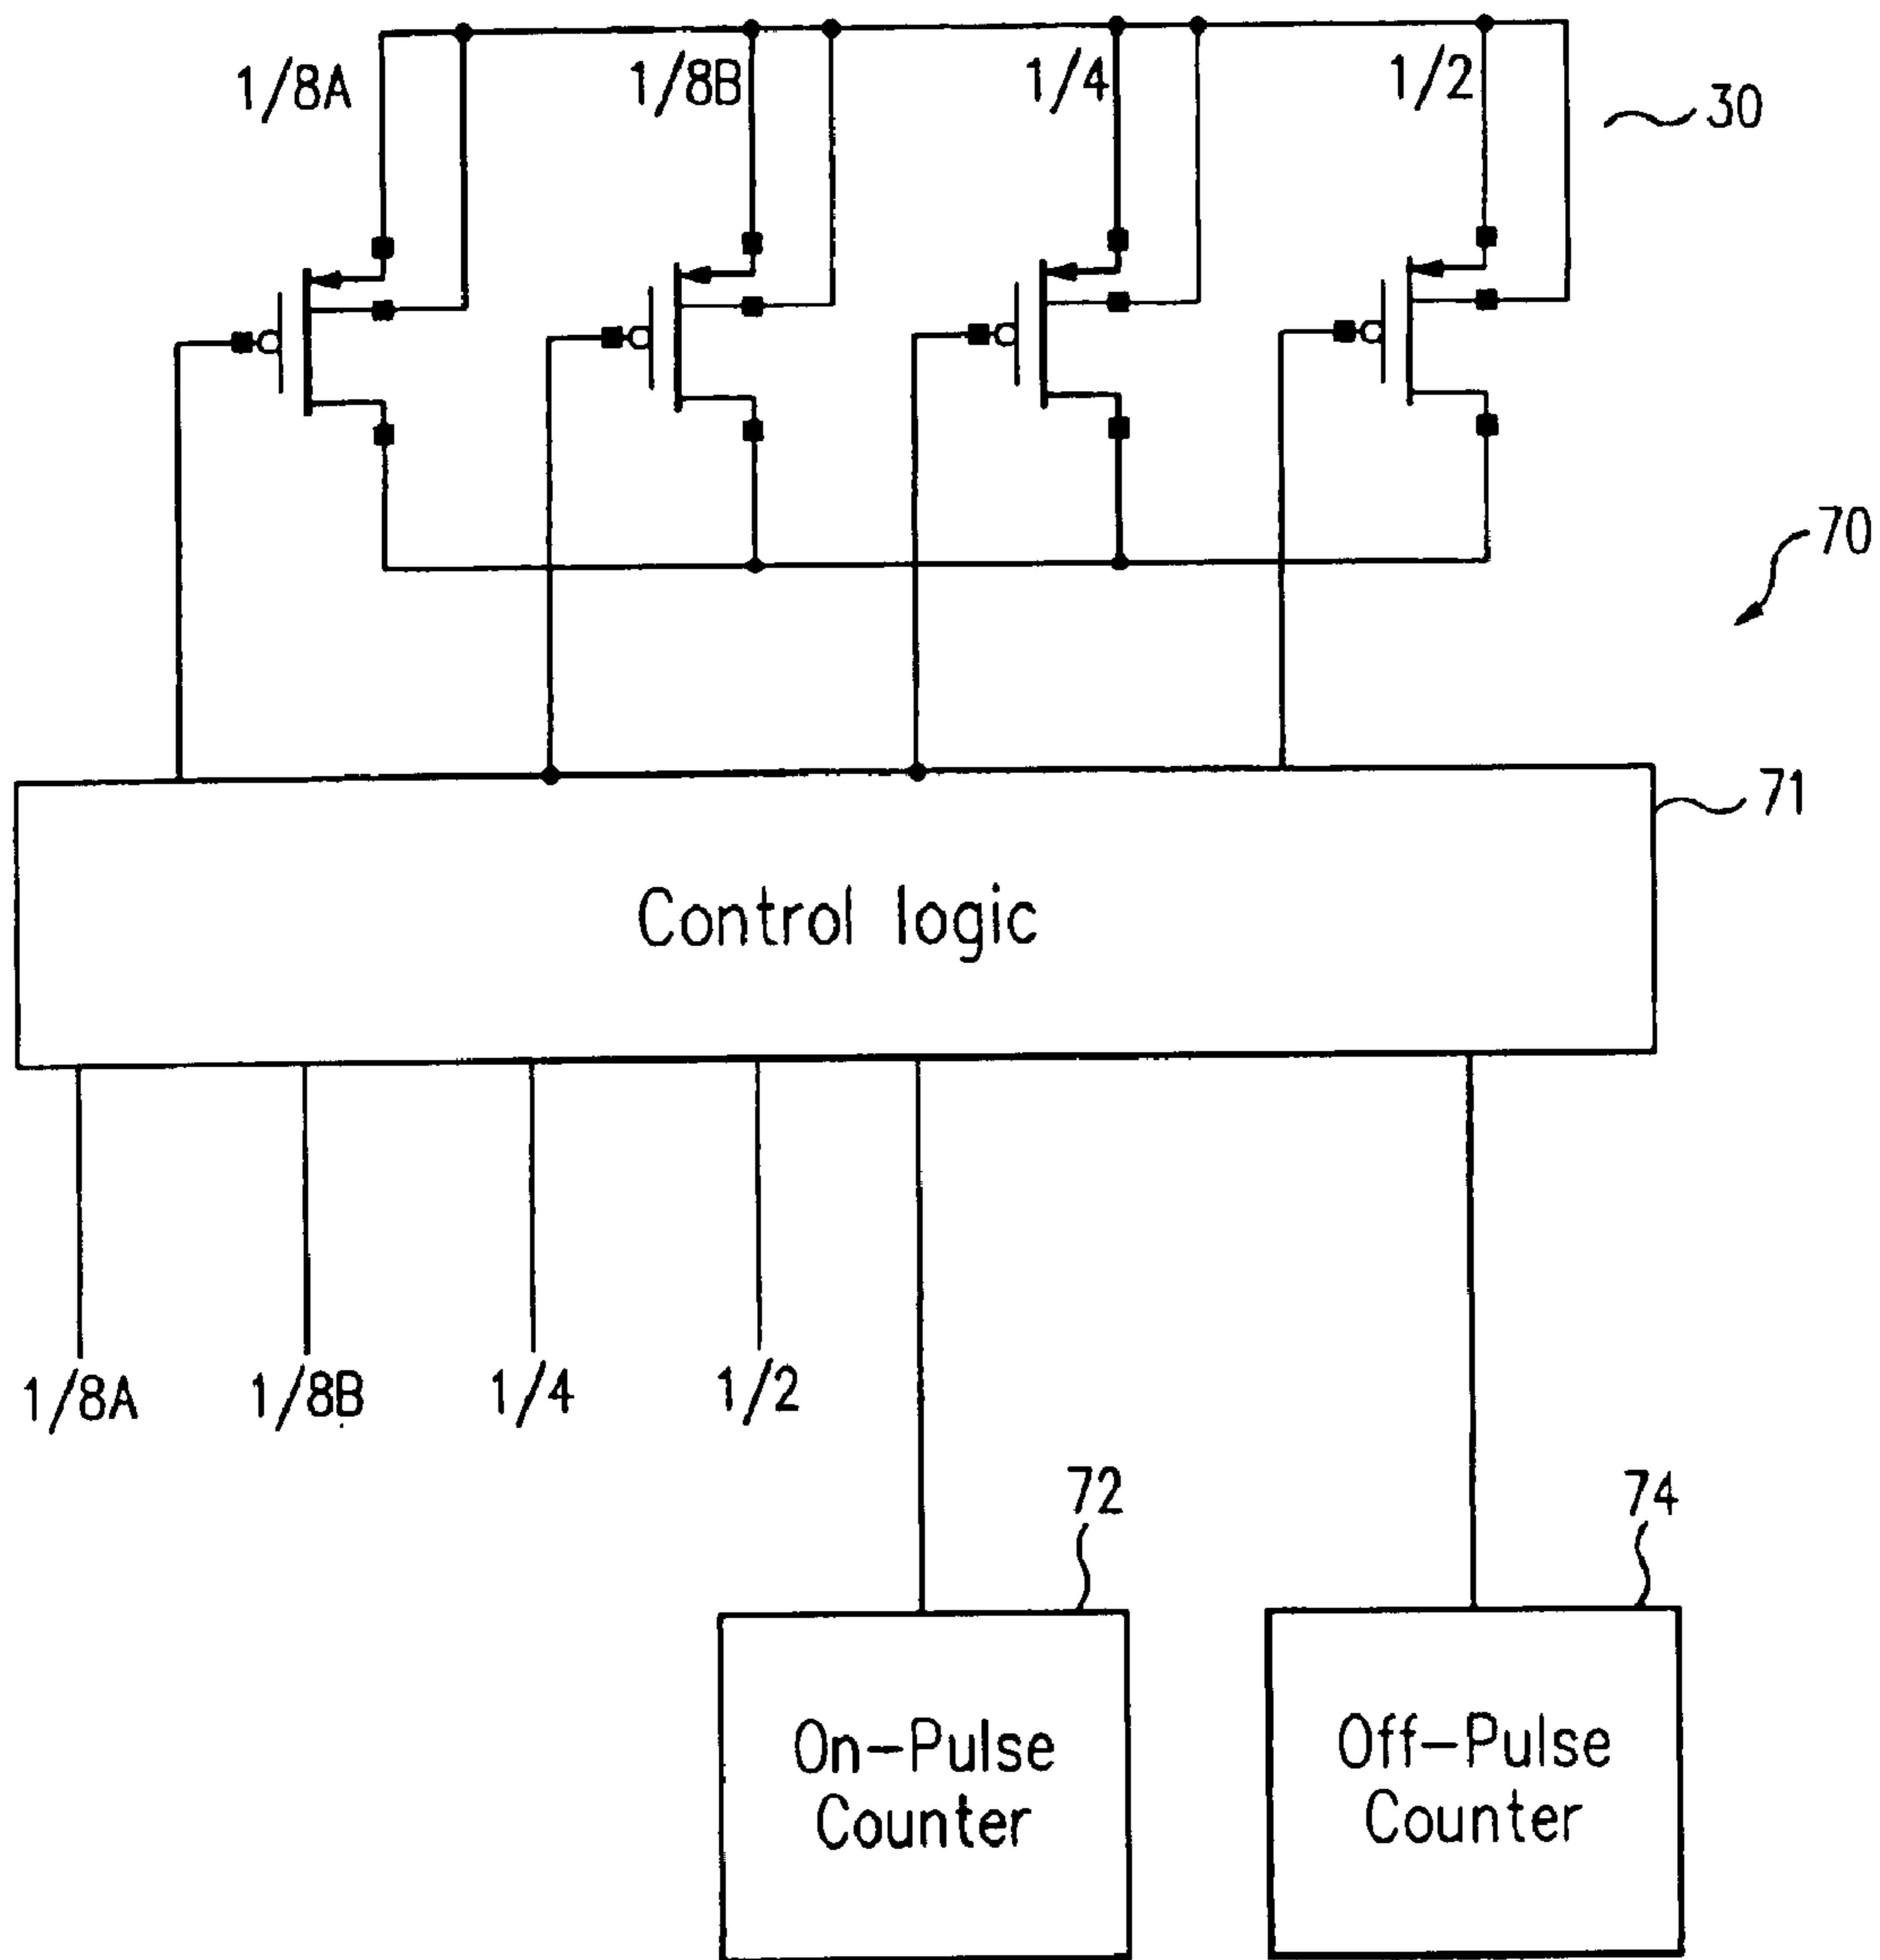 1/8A
1/8B
1/4
1/2
30
70
71
Control logic
1/8A
1/8B
1/4
1/2
72
74
On-Pulse
Counter
Off-Pulse
Counter